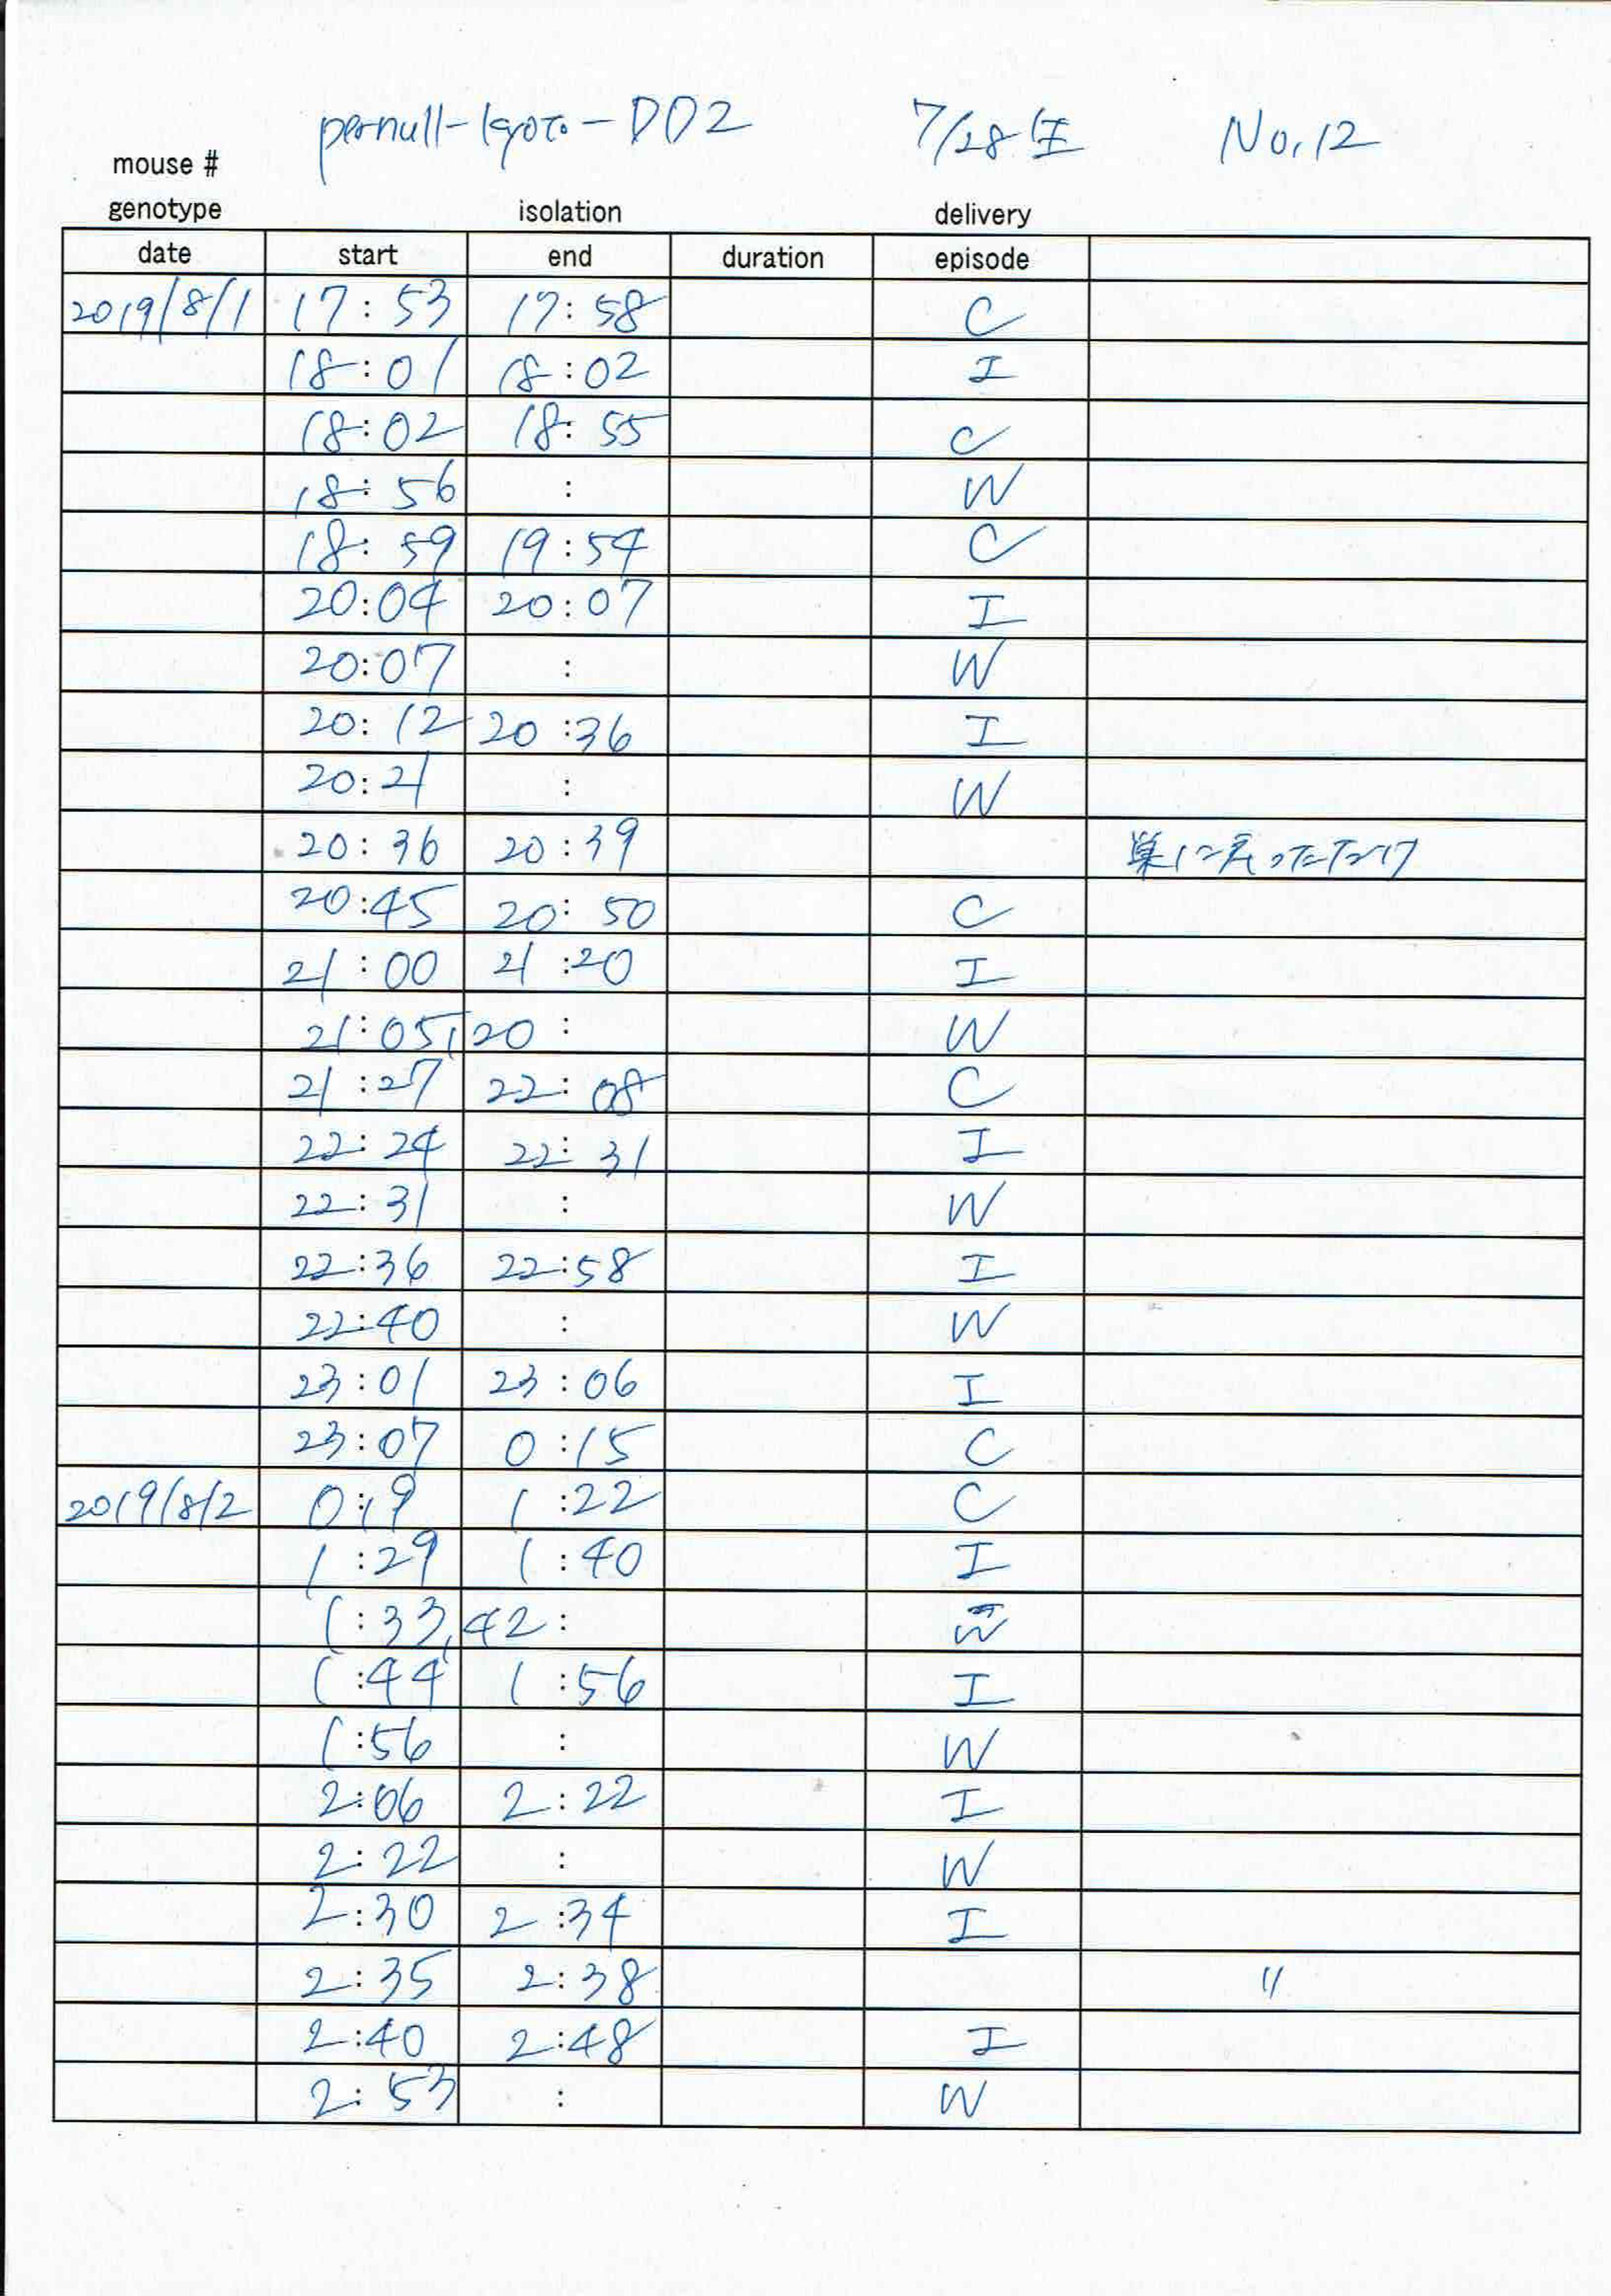 pernull-kyoto-D02 7/28生 No.12
mouse #
genotype isolation delivery
date start end duration episode
2019/8/1 17:53 17:58 C
18:01 18:02 I
18:02 18:55 C
18:56 : W
18:59 19:54 C
20:04 20:07 I
20:07 : W
20:12 20:36 I
20:21 : W
20:36 20:39 巣に戻っただけ
20:45 20:50 C
21:00 21:20 I
21:05,20 : W
21:27 22:08 C
22:24 22:31 I
22:31 : W
22:36 22:58 I
22:40 : W
23:01 23:06 I
23:07 0:15 C
2019/8/2 0:19 1:22 C
1:29 1:40 I
1:33,42 : W
1:44 1:56 I
1:56 : W
2:06 2:22 I
2:22 : W
2:30 2:34 I
2:35 2:38 〃
2:40 2:48 I
2:53 : W